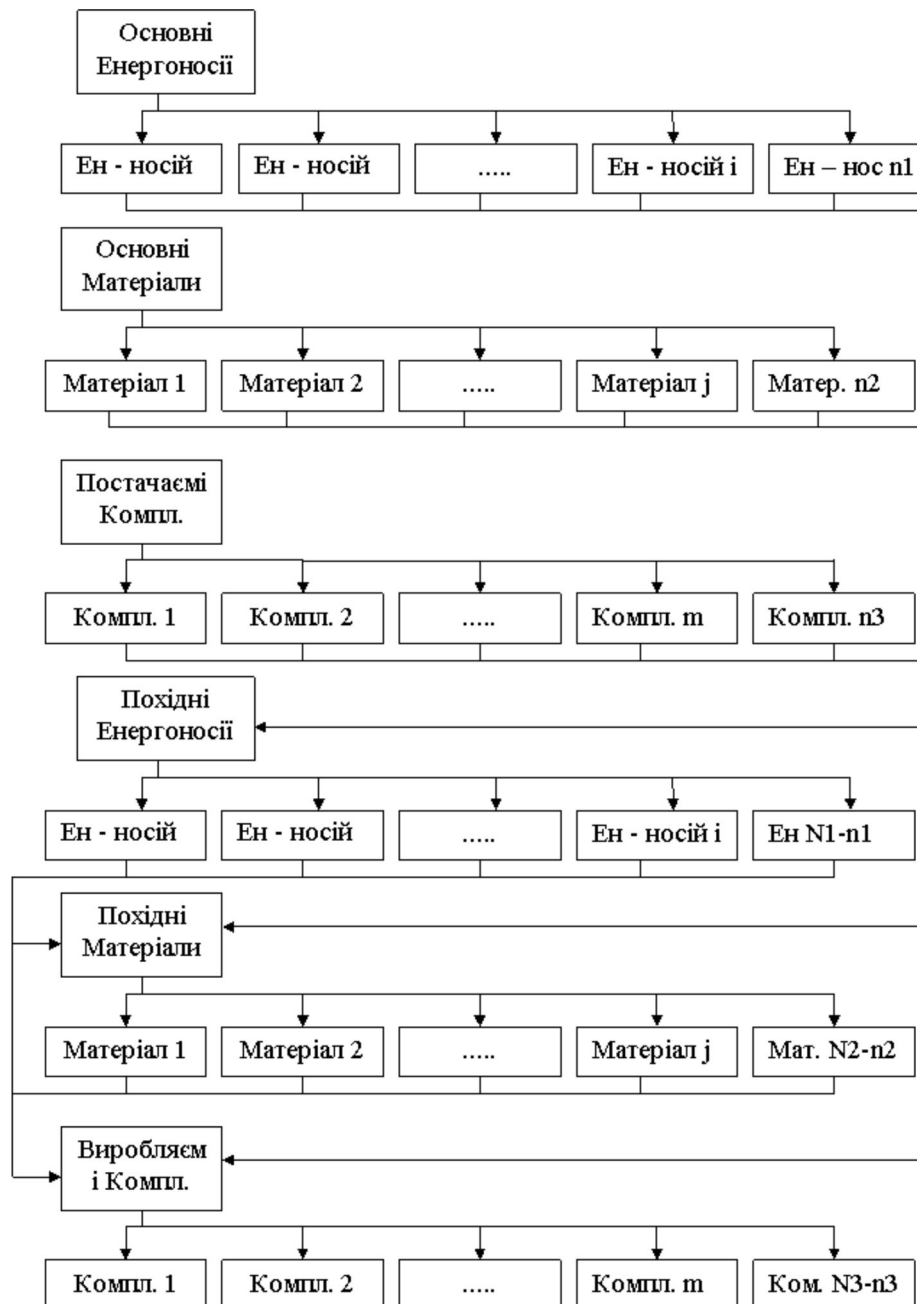 Основні
Енергоносії
Ен - носій
Ен - носій
.....
Ен - носій i
Ен – нос n1
Основні
Матеріали
Матеріал 1
Матеріал 2
.....
Матеріал j
Матер. n2
Постачаємі
Компл.
Компл. 1
Компл. 2
.....
Компл. m
Компл. n3
Похідні
Енергоносії
Ен - носій
Ен - носій
.....
Ен - носій i
Ен N1-n1
Похідні
Матеріали
Матеріал 1
Матеріал 2
.....
Матеріал j
Мат. N2-n2
Виробляєм
і Компл.
Компл. 1
Компл. 2
.....
Компл. m
Ком. N3-n3